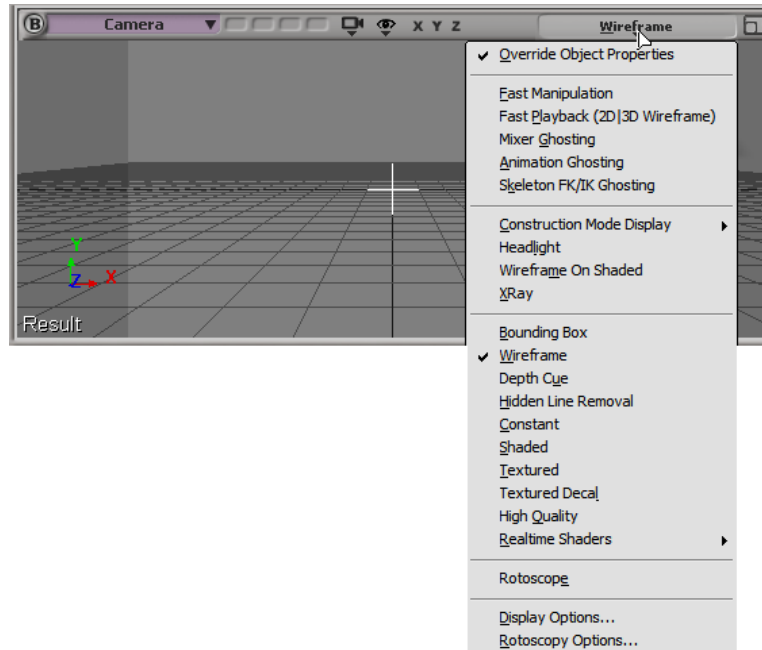 B Camera X Y Z Wireframe
Override Object Properties
Fast Manipulation
Fast Playback (2D|3D Wireframe)
Mixer Ghosting
Animation Ghosting
Skeleton FK/IK Ghosting
Construction Mode Display
Headlight
Wireframe On Shaded
XRay
Bounding Box
Wireframe
Depth Cue
Hidden Line Removal
Constant
Shaded
Textured
Textured Decal
High Quality
Realtime Shaders
Rotoscope
Display Options...
Rotoscopy Options...
Y
Z X
Result